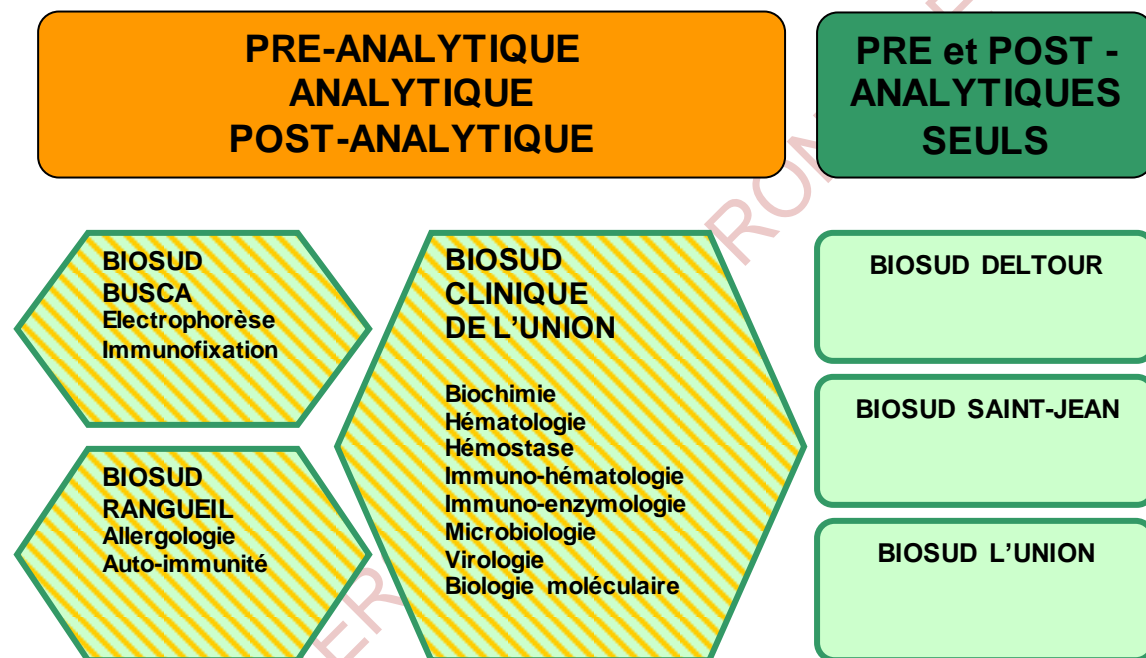 PRE-ANALYTIQUE
ANALYTIQUE
POST-ANALYTIQUE
PRE et POST -
ANALYTIQUES
SEULS
BIOSUD
BUSCA
Electrophorèse
Immunofixation
BIOSUD
RANGUEIL
Allergologie
Auto-immunité
BIOSUD
CLINIQUE
DE L'UNION
Biochimie
Hématologie
Hémostase
Immuno-hématologie
Immuno-enzymologie
Microbiologie
Virologie
Biologie moléculaire
BIOSUD DELTOUR
BIOSUD SAINT-JEAN
BIOSUD L'UNION